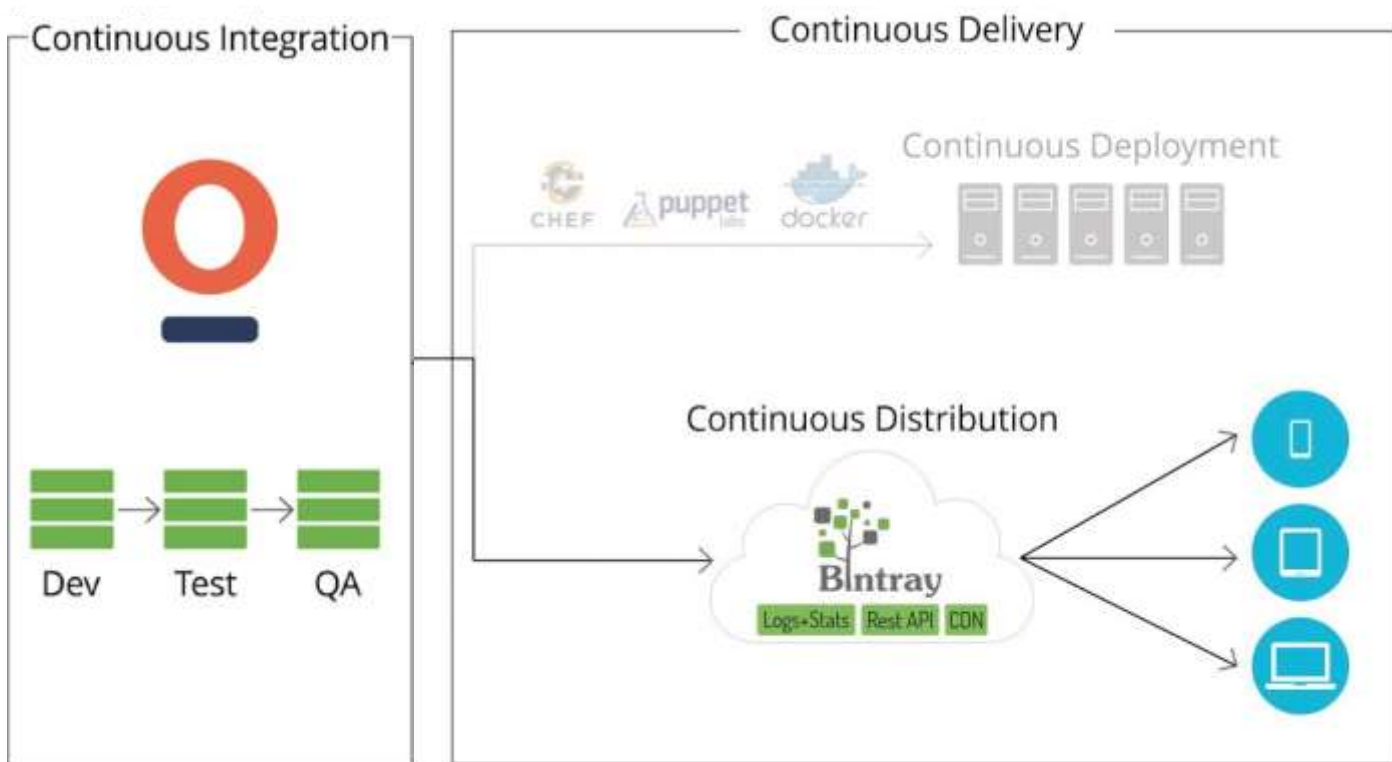 Continuous Integration
Continuous Delivery
Continuous Deployment
CHEF
puppet
labs
docker
Continuous Distribution
Bintray
Logs+Stats
Rest API
CDN
Dev
Test
QA